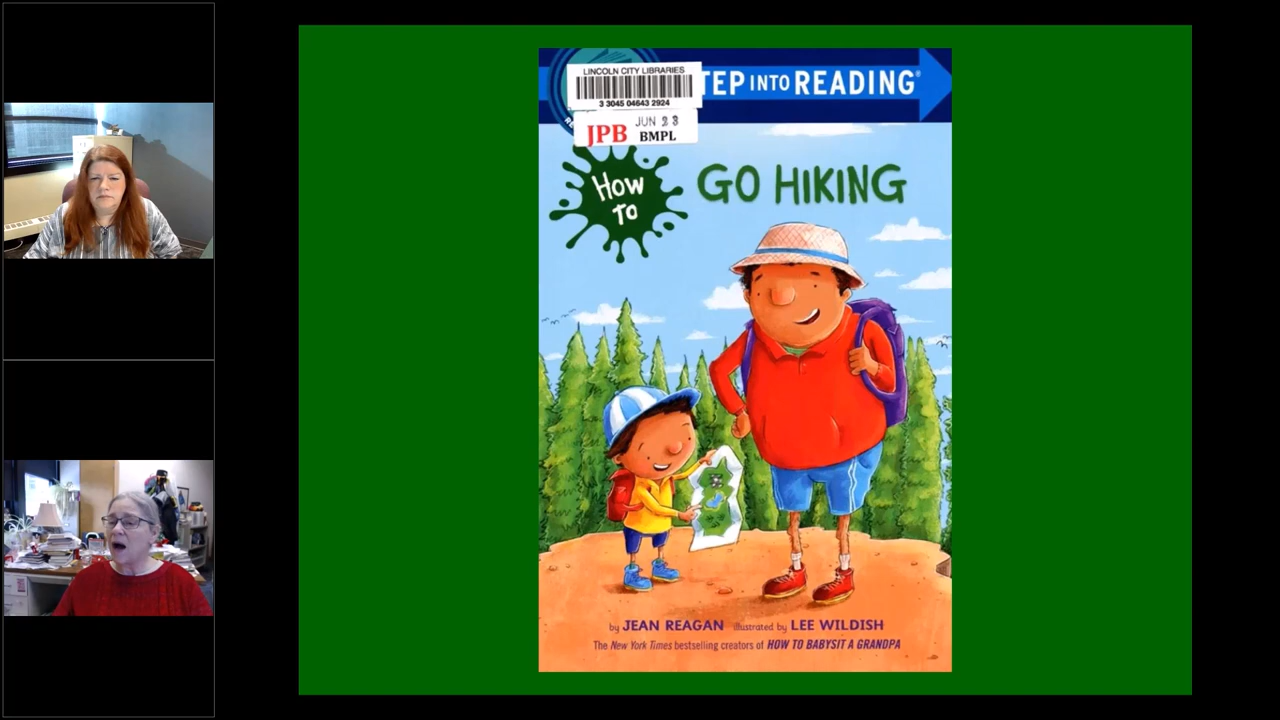 LINCOLN CITY LIBRARIES
3 3045 04643 2924
JPB
JUN 23
BMPL
TEP INTO READING®
How
to
GO HIKING
by JEAN REAGAN illustrated by LEE WILDISH
The New York Times bestselling creators of HOW TO BABYSIT A GRANDPA